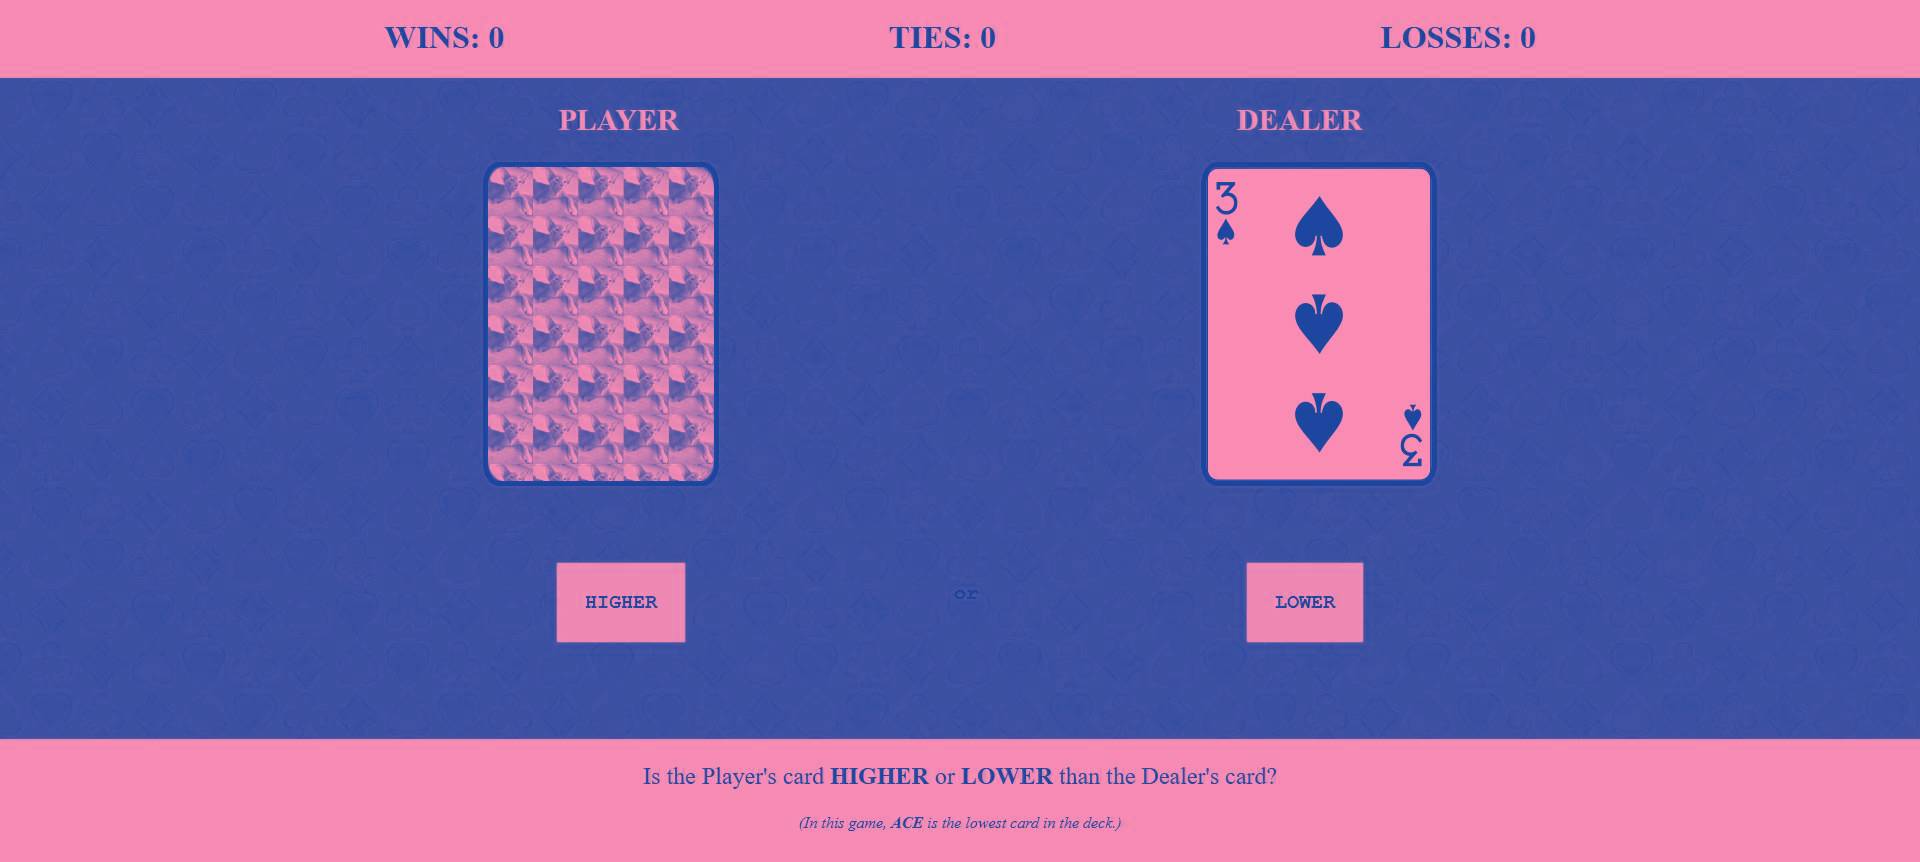 WINS: 0 TIES: 0 LOSSES: 0
PLAYER DEALER
3
3
HIGHER or LOWER
Is the Player's card HIGHER or LOWER than the Dealer's card?
(In this game, ACE is the lowest card in the deck.)